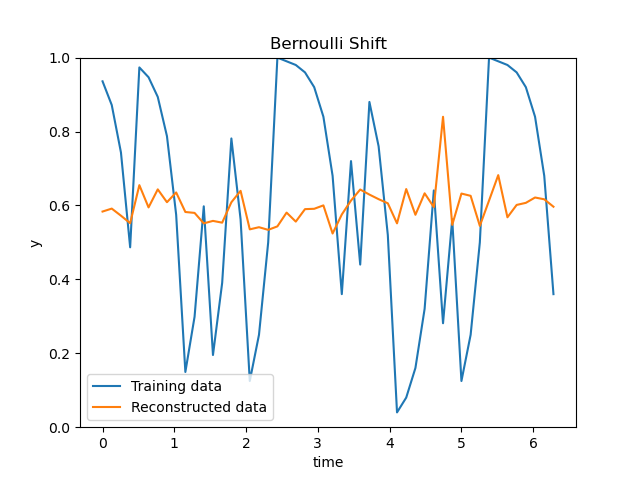 Bernoulli Shift
1.0
0.8
0.6
0.4
0.2
0.0
y
Training data
Reconstructed data
0 1 2 3 4 5 6
time